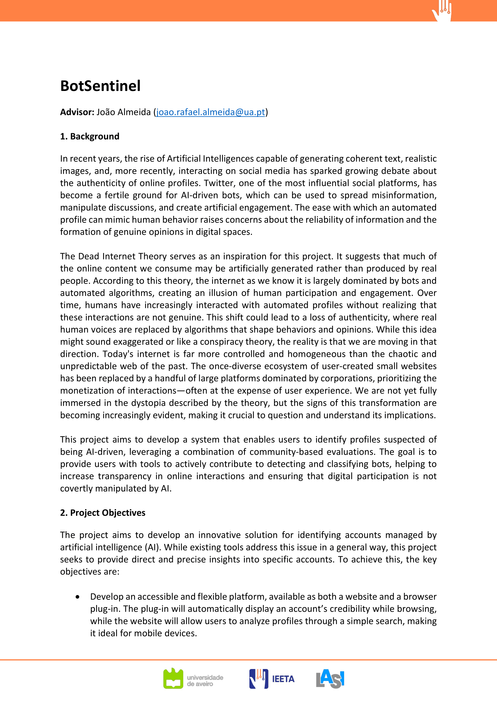 BotSentinel
Advisor: João Almeida (joao.rafael.almeida@ua.pt)
1. Background
In recent years, the rise of Artificial Intelligences capable of generating coherent text, realistic
images, and, more recently, interacting on social media has sparked growing debate about
the authenticity of online profiles. Twitter, one of the most influential social platforms, has
become a fertile ground for AI-driven bots, which can be used to spread misinformation,
manipulate discussions, and create artificial engagement. The ease with which an automated
profile can mimic human behavior raises concerns about the reliability of information and the
formation of genuine opinions in digital spaces.
The Dead Internet Theory serves as an inspiration for this project. It suggests that much of
the online content we consume may be artificially generated rather than produced by real
people. According to this theory, the internet as we know it is largely dominated by bots and
automated algorithms, creating an illusion of human participation and engagement. Over
time, humans have increasingly interacted with automated profiles without realizing that
these interactions are not genuine. This shift could lead to a loss of authenticity, where real
human voices are replaced by algorithms that shape behaviors and opinions. While this idea
might sound exaggerated or like a conspiracy theory, the reality is that we are moving in that
direction. Today's internet is far more controlled and homogeneous than the chaotic and
unpredictable web of the past. The once-diverse ecosystem of user-created small websites
has been replaced by a handful of large platforms dominated by corporations, prioritizing the
monetization of interactions—often at the expense of user experience. We are not yet fully
immersed in the dystopia described by the theory, but the signs of this transformation are
becoming increasingly evident, making it crucial to question and understand its implications.
This project aims to develop a system that enables users to identify profiles suspected of
being AI-driven, leveraging a combination of community-based evaluations. The goal is to
provide users with tools to actively contribute to detecting and classifying bots, helping to
increase transparency in online interactions and ensuring that digital participation is not
covertly manipulated by AI.
2. Project Objectives
The project aims to develop an innovative solution for identifying accounts managed by
artificial intelligence (AI). While existing tools address this issue in a general way, this project
seeks to provide direct and precise insights into specific accounts. To achieve this, the key
objectives are:
• Develop an accessible and flexible platform, available as both a website and a browser
plug-in. The plug-in will automatically display an account's credibility while browsing,
while the website will allow users to analyze profiles through a simple search, making
it ideal for mobile devices.
universidade
de aveiro
IEETA
LASI